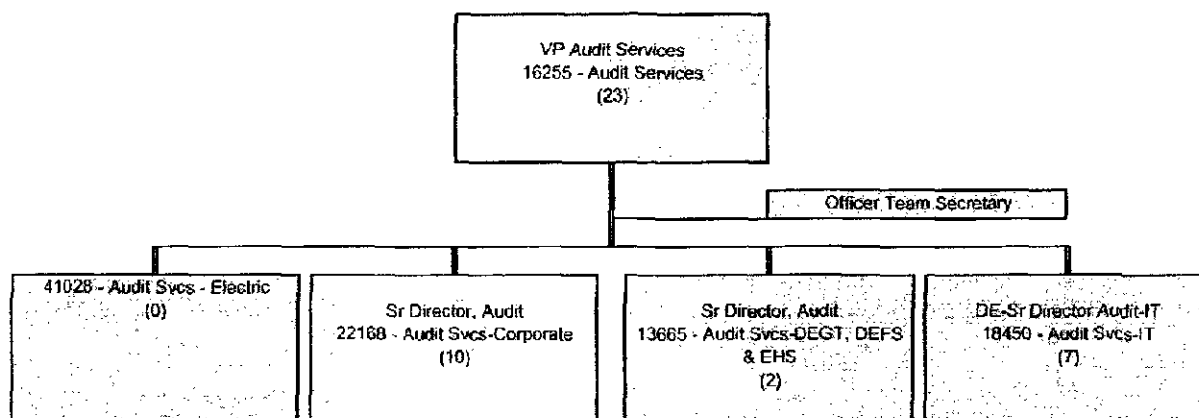 VP Audit Services
16255 - Audit Services
(23)
Officer Team Secretary
41028 - Audit Svcs - Electric
(0)
Sr Director, Audit
22168 - Audit Svcs-Corporate
(10)
Sr Director, Audit
13665 - Audit Svcs-DEGT, DEFS
& EHS
(2)
DE-Sr Director Audit-IT
18450 - Audit Svcs-IT
(7)